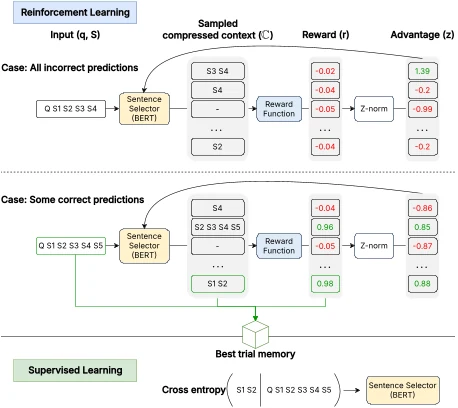 Reinforcement Learning
Input (q, S)
Sampled
compressed context (ℂ)
Reward (r)
Advantage (z)
Case: All incorrect predictions
Q S1 S2 S3 S4
Sentence
Selector
(BERT)
S3 S4
S4
-
...
S2
Reward
Function
-0.02
-0.04
-0.05
...
-0.04
Z-norm
1.39
-0.2
-0.99
...
-0.2
Case: Some correct predictions
Q S1 S2 S3 S4 S5
Sentence
Selector
(BERT)
S4
S2 S3 S4 S5
-
...
S1 S2
Reward
Function
-0.04
0.96
-0.05
...
0.98
Z-norm
-0.86
0.85
-0.87
...
0.88
Best trial memory
Supervised Learning
Cross entropy ( S1 S2 | Q S1 S2 S3 S4 S5 )
Sentence Selector
(BERT)